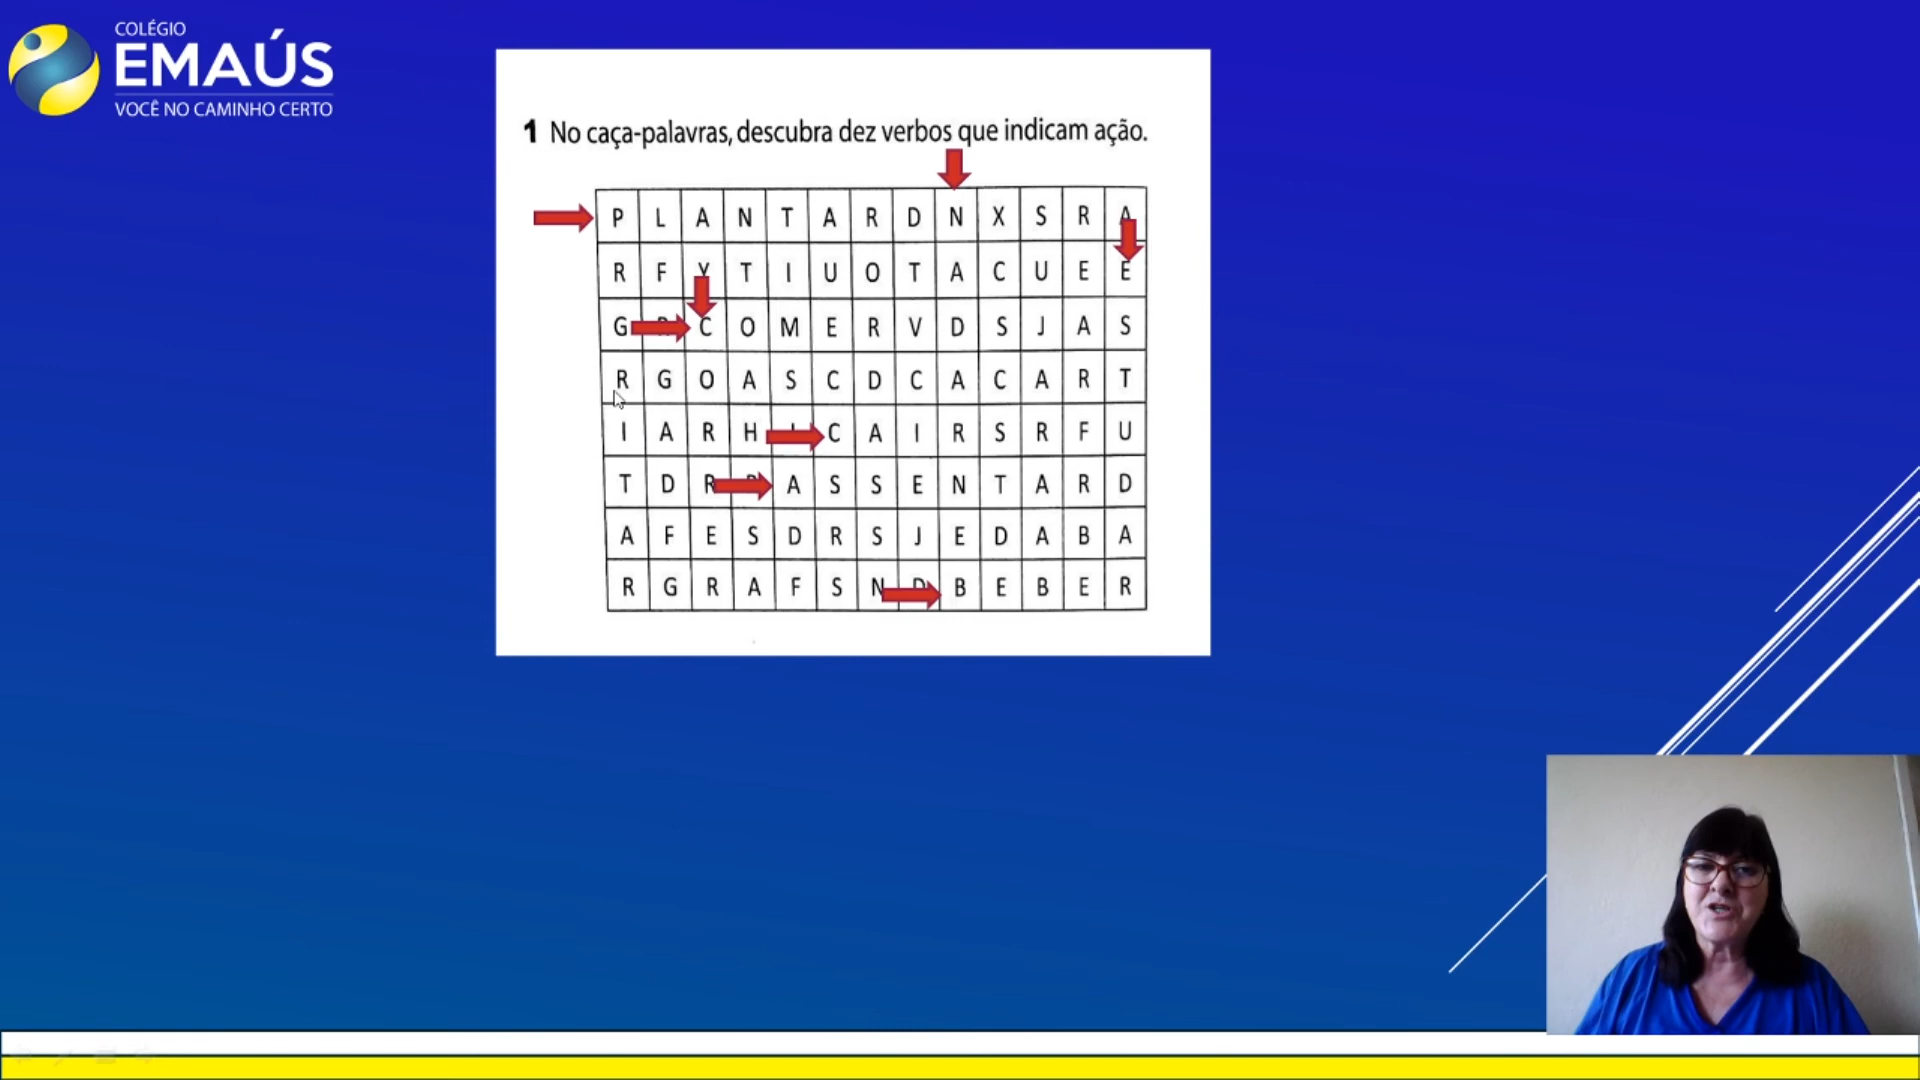 COLÉGIO
EMAÚS
VOCÊ NO CAMINHO CERTO
1 No caça-palavras, descubra dez verbos que indicam ação.
P L A N T A R D N X S R A
R F Y T I U O T A C U E E
G R C O M E R V D S J A S
R G O A S C D C A C A R T
I A R H I C A I R S R F U
T D R P A S S E N T A R D
A F E S D R S J E D A B A
R G R A F S N D B E B E R